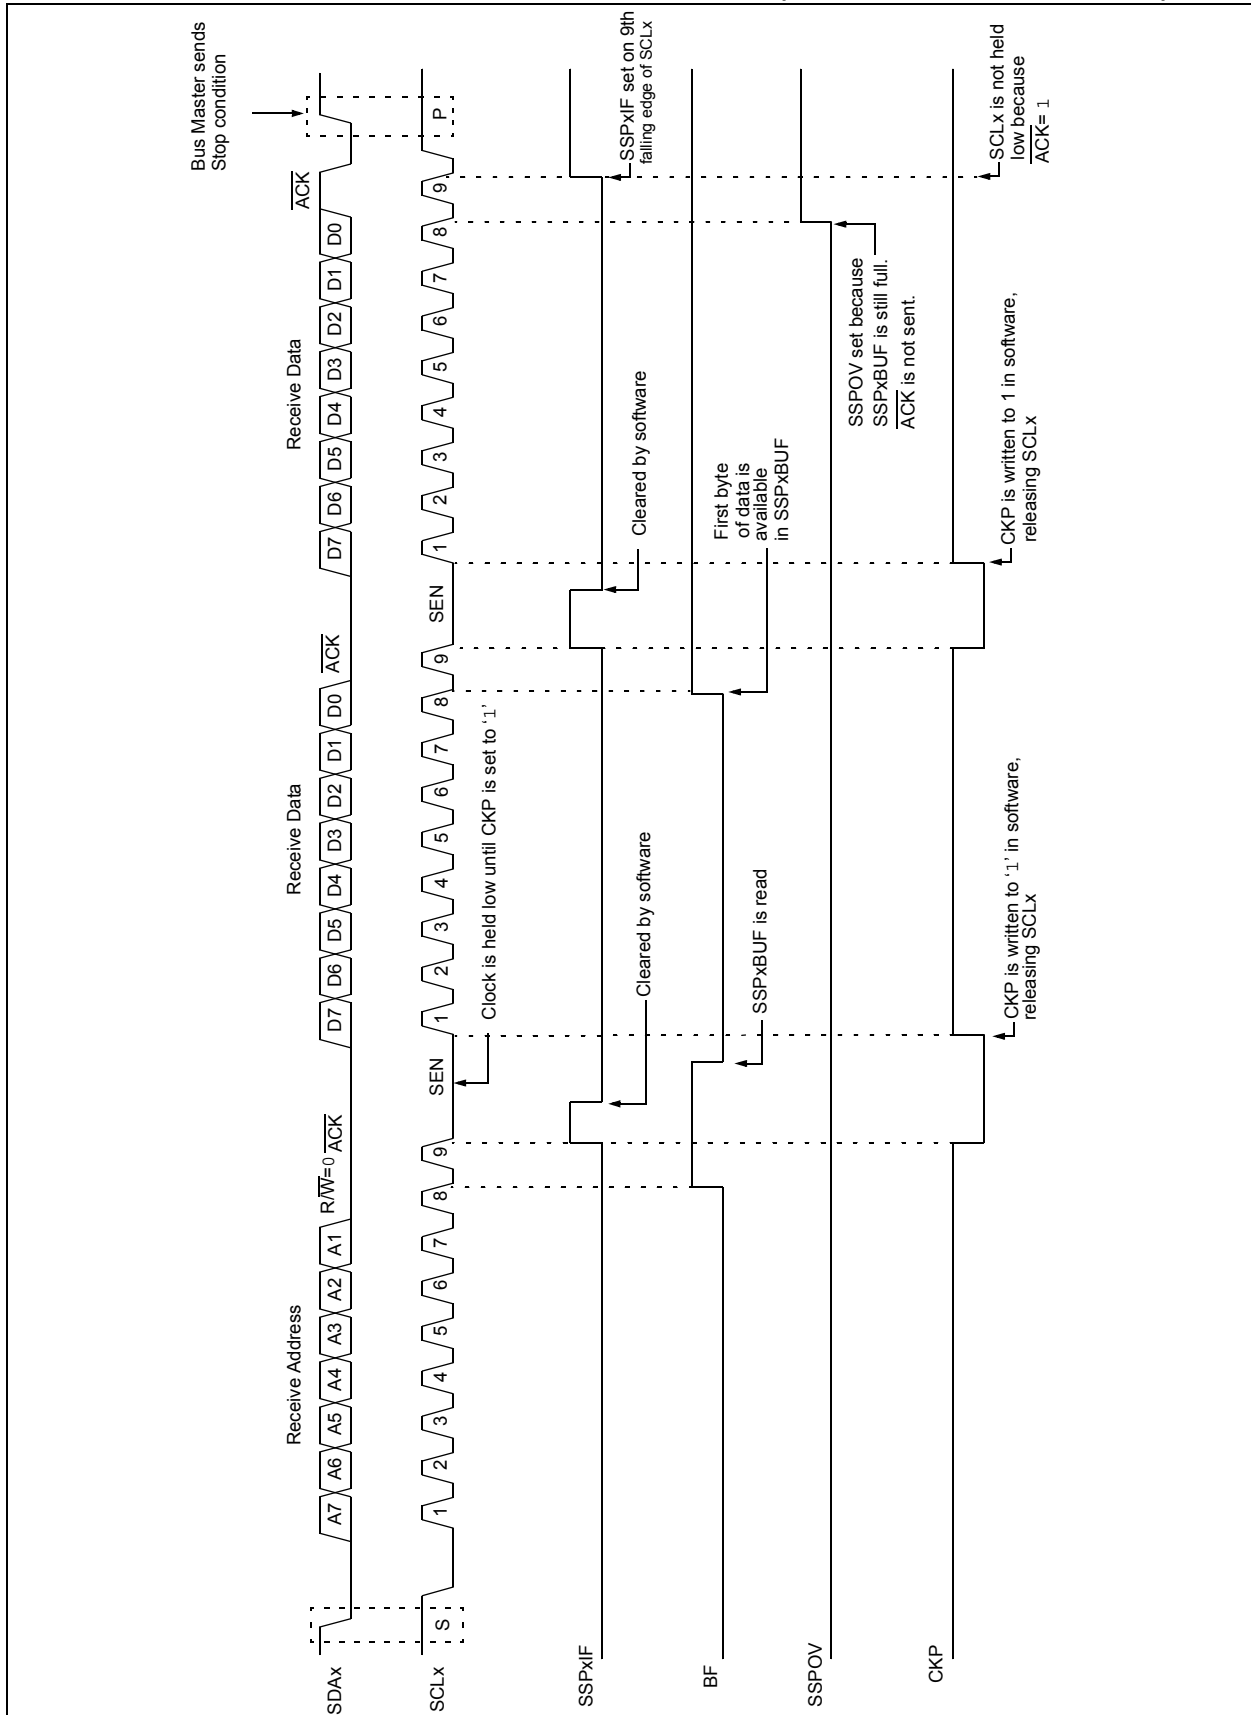 Bus Master sends
Stop condition
Receive Address
Receive Data
Receive Data
SDAx
A7 A6 A5 A4 A3 A2 A1 R/W=0 ACK D7 D6 D5 D4 D3 D2 D1 D0 ACK D7 D6 D5 D4 D3 D2 D1 D0 ACK
SCLx
S 1 2 3 4 5 6 7 8 9 SEN 1 2 3 4 5 6 7 8 9 SEN 1 2 3 4 5 6 7 8 9 P
Clock is held low until CKP is set to ‘1’
SSPxIF
Cleared by software
Cleared by software
SSPxIF set on 9th
falling edge of SCLx
BF
SSPxBUF is read
First byte
of data is
available
in SSPxBUF
SSPOV
SSPOV set because
SSPxBUF is still full.
ACK is not sent.
CKP
CKP is written to ‘1’ in software,
releasing SCLx
CKP is written to 1 in software,
releasing SCLx
SCLx is not held
low because
ACK= 1